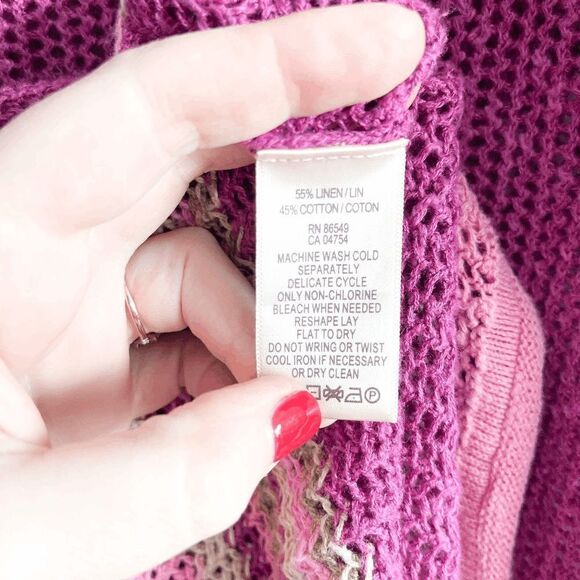 55% LINEN / LIN
45% COTTON / COTON
RN 86549
CA 04754
MACHINE WASH COLD
SEPARATELY
DELICATE CYCLE
ONLY NON-CHLORINE
BLEACH WHEN NEEDED
RESHAPE LAY
FLAT TO DRY
DO NOT WRING OR TWIST
COOL IRON IF NECESSARY
OR DRY CLEAN
P